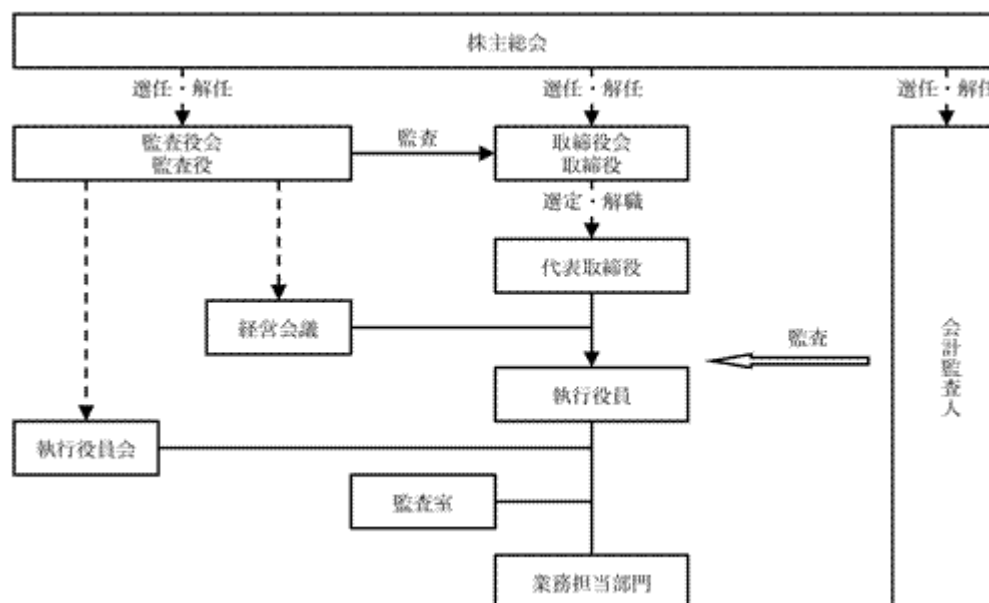 株主総会
選任・解任
選任・解任
選任・解任
監査役会
監査役
監査
取締役会
取締役
選定・解職
代表取締役
経営会議
監査
執行役員
会計監査人
執行役員会
監査室
業務担当部門